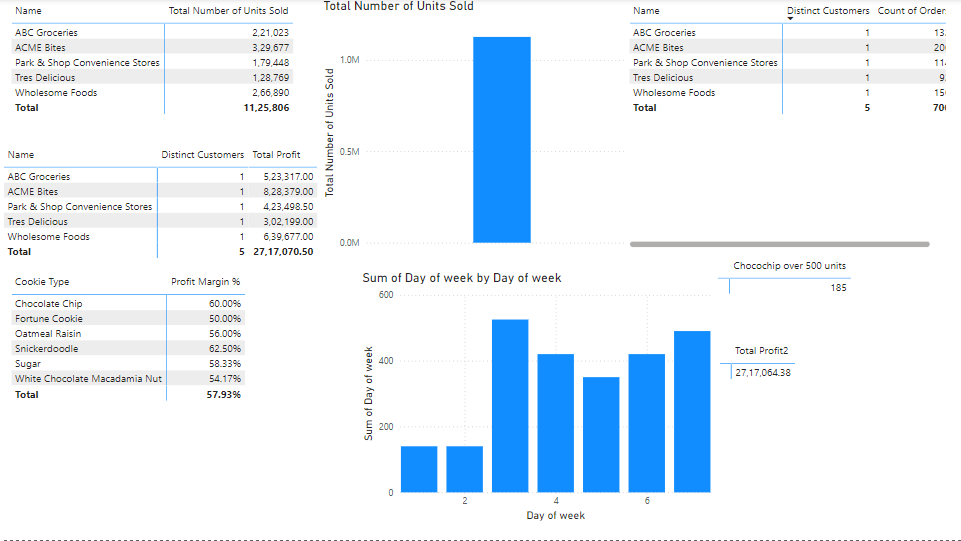 Name Total Number of Units Sold
ABC Groceries 2,21,023
ACME Bites 3,29,677
Park & Shop Convenience Stores 1,79,448
Tres Delicious 1,28,769
Wholesome Foods 2,66,890
Total 11,25,806
Total Number of Units Sold
Total Number of Units Sold
1.0M
0.5M
0.0M
Name Distinct Customers Count of Order
ABC Groceries 1
ACME Bites 1
Park & Shop Convenience Stores 1
Tres Delicious 1
Wholesome Foods 1
Total 5
Name Distinct Customers Total Profit
ABC Groceries 1 5,23,317.00
ACME Bites 1 8,28,379.00
Park & Shop Convenience Stores 1 4,23,498.50
Tres Delicious 1 3,02,199.00
Wholesome Foods 1 6,39,677.00
Total 5 27,17,070.50
Cookie Type Profit Margin %
Chocolate Chip 60.00%
Fortune Cookie 50.00%
Oatmeal Raisin 56.00%
Snickerdoodle 62.50%
Sugar 58.33%
White Chocolate Macadamia Nut 54.17%
Total 57.93%
Sum of Day of week by Day of week
Sum of Day of week
600
400
200
0
2 4 6
Day of week
Chocochip over 500 units
185
Total Profit2
27,17,064.38